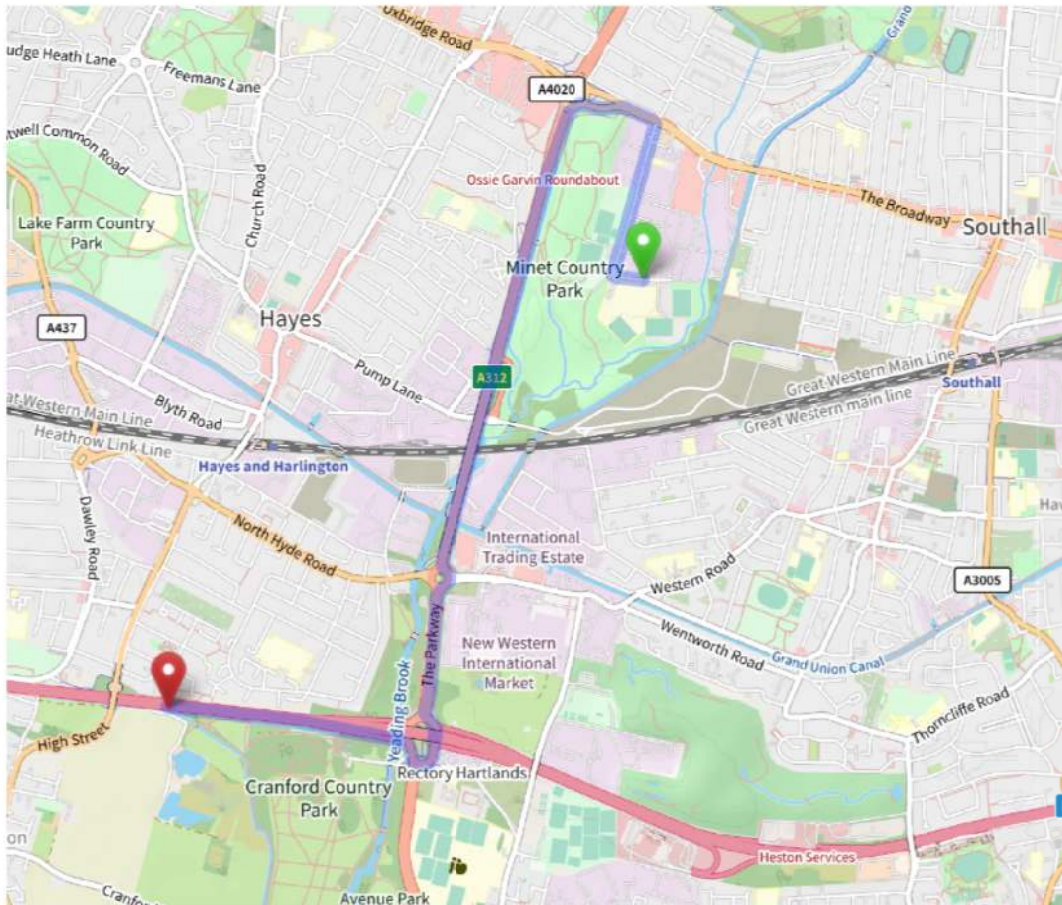 Uxbridge Road
Grand
udge Heath Lane
Freemans Lane
A4020
twell Common Road
Church Road
Ossie Garvin Roundabout
The Broadway
Lake Farm Country
Park
Southall
Minet Country
Park
Hayes
A437
A312
Pump Lane
Great Western Main Line
Southall
Blyth Road
eat Western Main Line
Great Western main line
Heathrow Link Line
Hayes and Harlington
Dawley Road
North Hyde Road
International
Trading Estate
Western Road
A3005
The Parkway
Wentworth Road
New Western
International
Market
Grand Union Canal
Yeading Brook
Thorncliffe Road
High Street
Rectory Hartlands
Cranford Country
Park
Heston Services
on
Cranford
Avenue Park